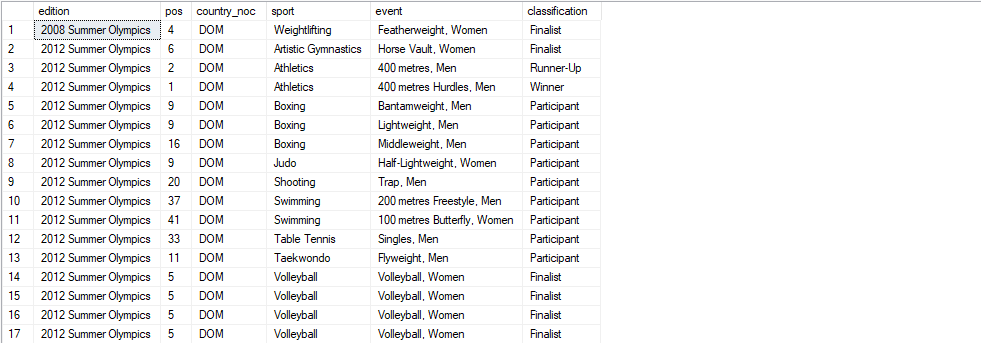 edition pos country_noc sport event classification
1 2008 Summer Olympics 4 DOM Weightlifting Featherweight, Women Finalist
2 2012 Summer Olympics 6 DOM Artistic Gymnastics Horse Vault, Women Finalist
3 2012 Summer Olympics 2 DOM Athletics 400 metres, Men Runner-Up
4 2012 Summer Olympics 1 DOM Athletics 400 metres Hurdles, Men Winner
5 2012 Summer Olympics 9 DOM Boxing Bantamweight, Men Participant
6 2012 Summer Olympics 9 DOM Boxing Lightweight, Men Participant
7 2012 Summer Olympics 16 DOM Boxing Middleweight, Men Participant
8 2012 Summer Olympics 9 DOM Judo Half-Lightweight, Women Participant
9 2012 Summer Olympics 20 DOM Shooting Trap, Men Participant
10 2012 Summer Olympics 37 DOM Swimming 200 metres Freestyle, Men Participant
11 2012 Summer Olympics 41 DOM Swimming 100 metres Butterfly, Women Participant
12 2012 Summer Olympics 33 DOM Table Tennis Singles, Men Participant
13 2012 Summer Olympics 11 DOM Taekwondo Flyweight, Men Participant
14 2012 Summer Olympics 5 DOM Volleyball Volleyball, Women Finalist
15 2012 Summer Olympics 5 DOM Volleyball Volleyball, Women Finalist
16 2012 Summer Olympics 5 DOM Volleyball Volleyball, Women Finalist
17 2012 Summer Olympics 5 DOM Volleyball Volleyball, Women Finalist